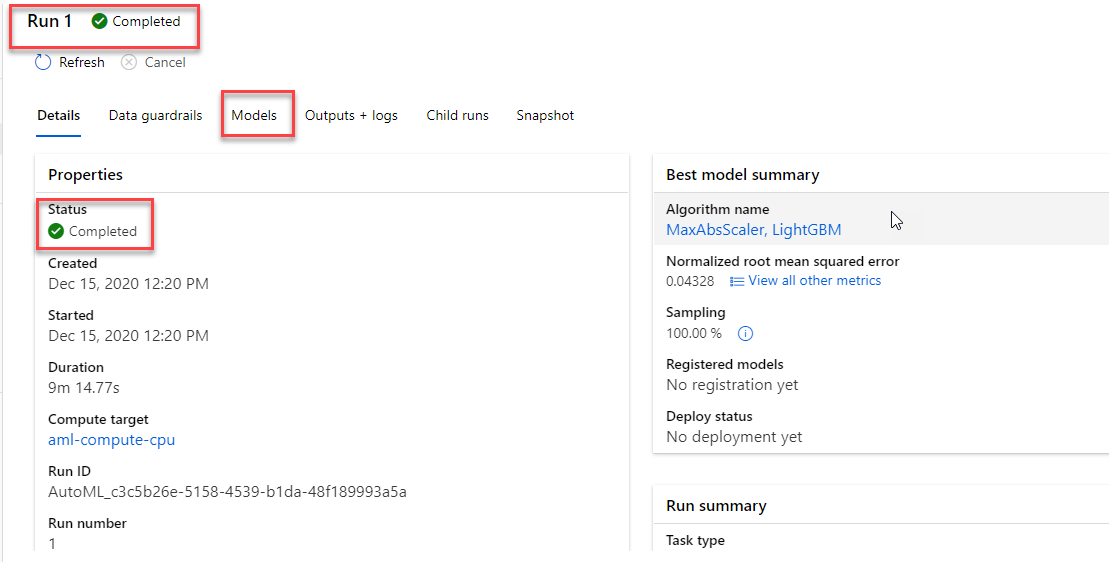 Run 1 Completed
Refresh Cancel
Details Data guardrails Models Outputs + logs Child runs Snapshot
Properties
Status
Completed
Created
Dec 15, 2020 12:20 PM
Started
Dec 15, 2020 12:20 PM
Duration
9m 14.77s
Compute target
aml-compute-cpu
Run ID
AutoML_c3c5b26e-5158-4539-b1da-48f189993a5a
Run number
1
Best model summary
Algorithm name
MaxAbsScaler, LightGBM
Normalized root mean squared error
0.04328 View all other metrics
Sampling
100.00 %
Registered models
No registration yet
Deploy status
No deployment yet
Run summary
Task type